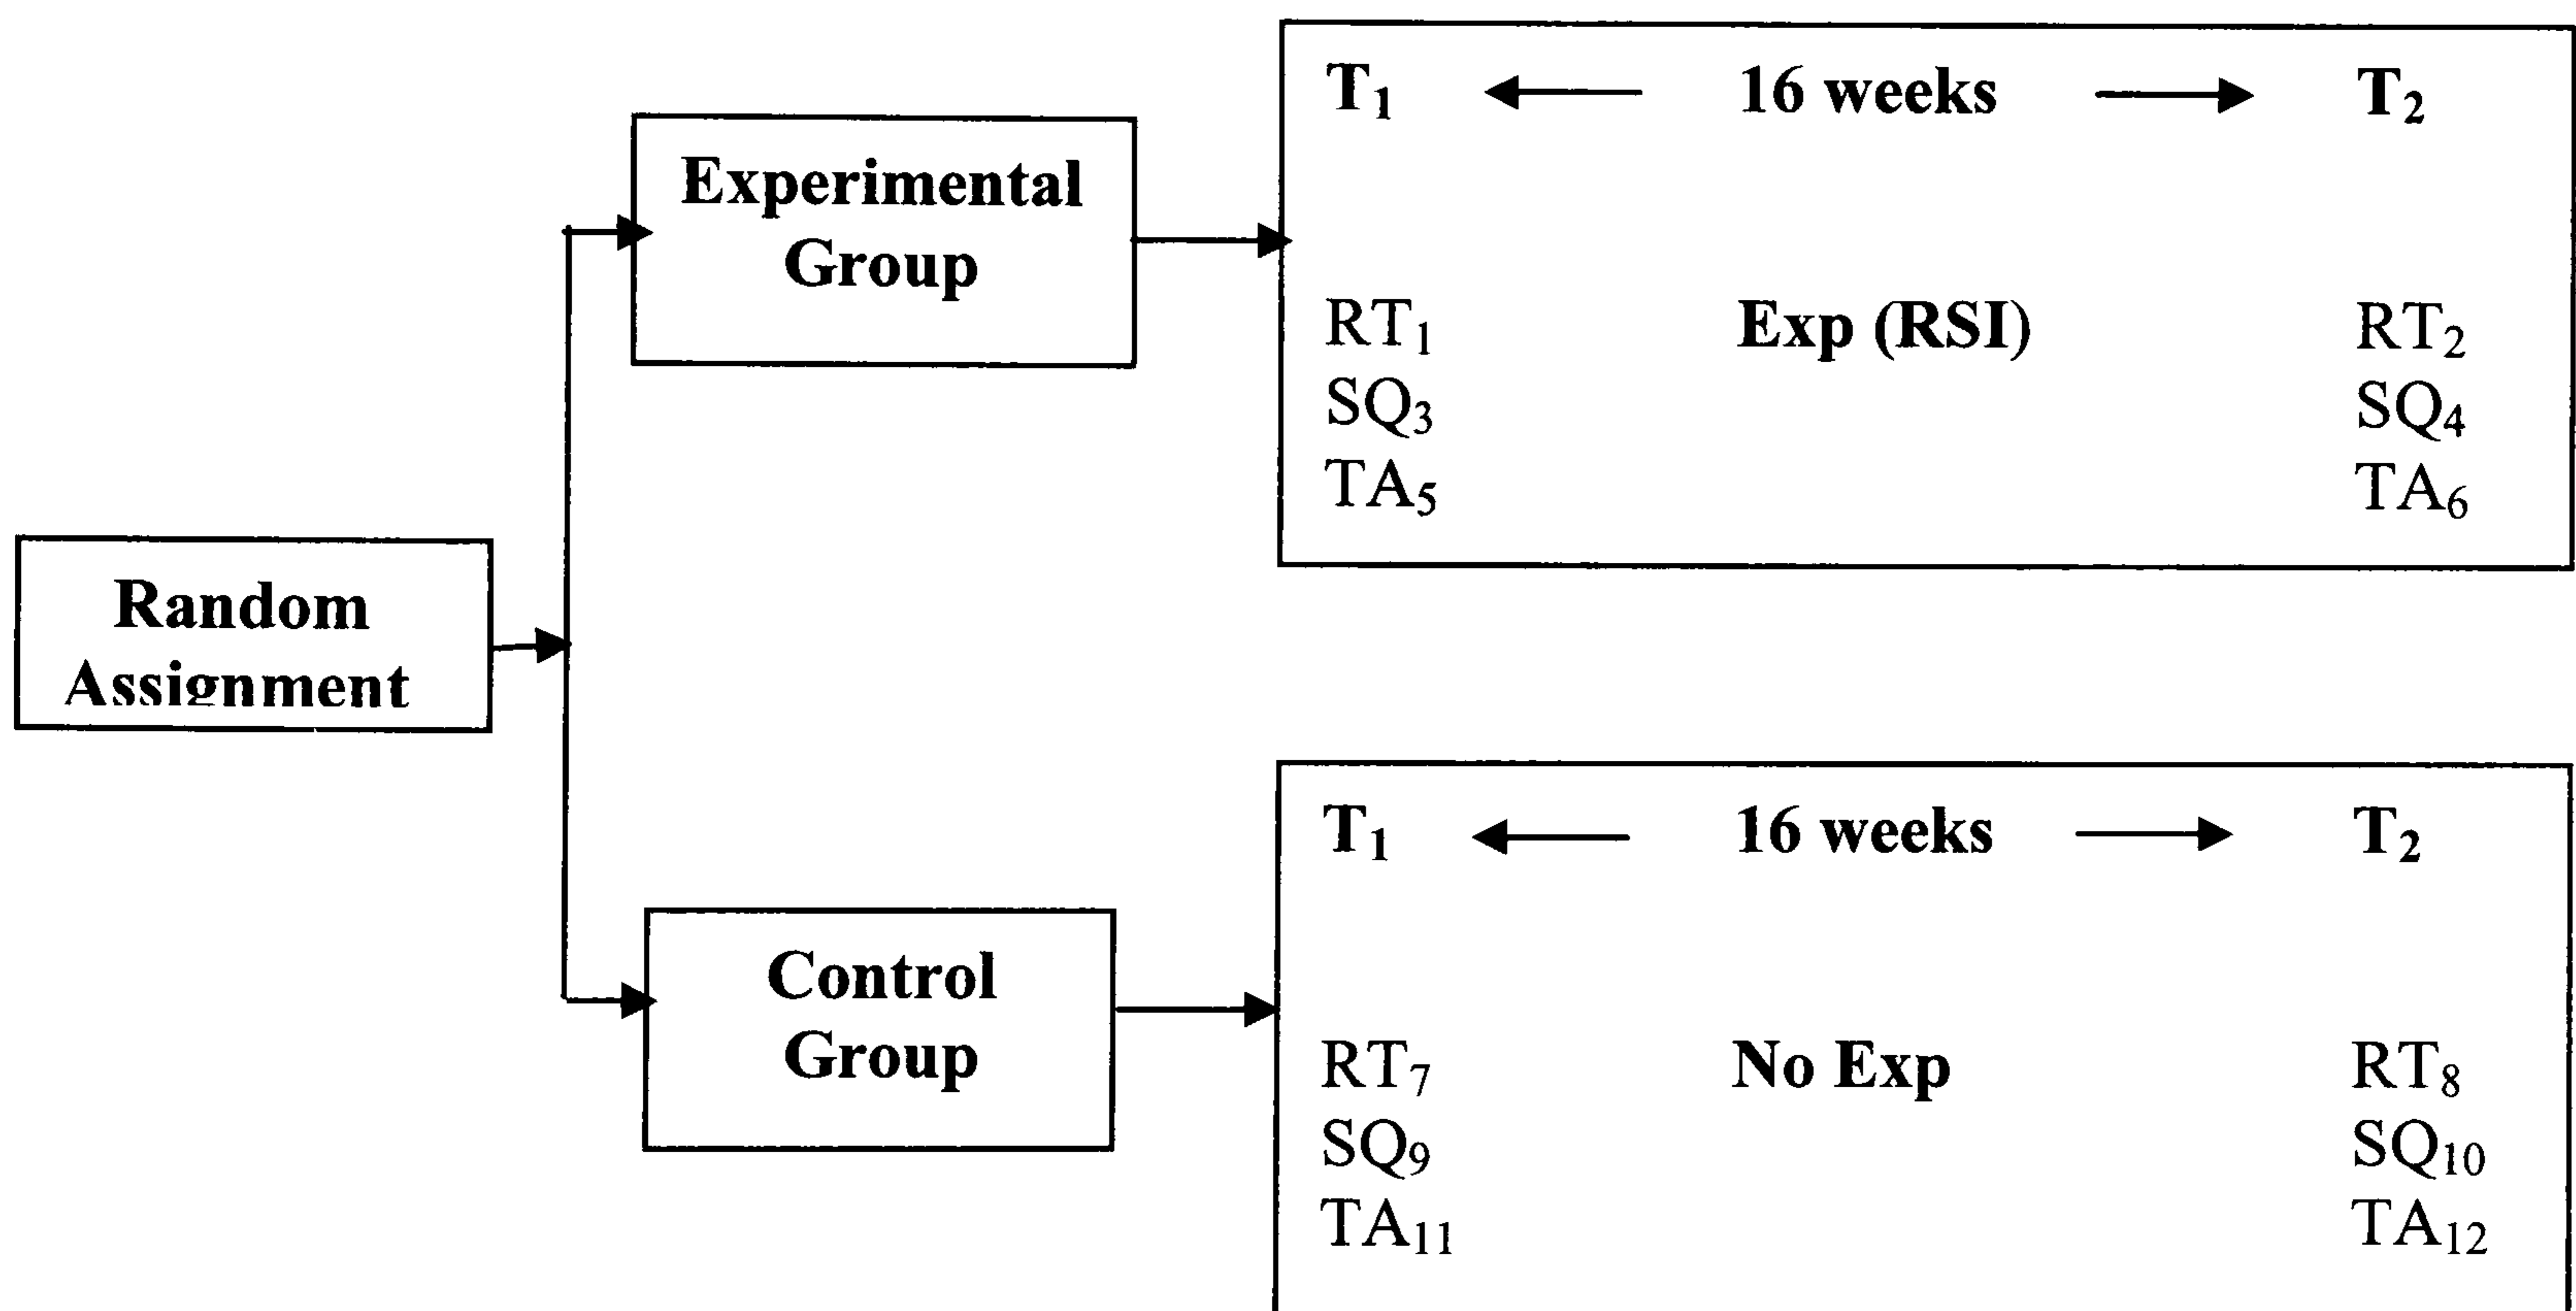 Random
Assignment
Experimental
Group
T₁ 16 weeks T₂
RT₁ Exp (RSI) RT₂
SQ₃ SQ₄
TA₅ TA₆
Control
Group
T₁ 16 weeks T₂
RT₇ No Exp RT₈
SQ₉ SQ₁₀
TA₁₁ TA₁₂